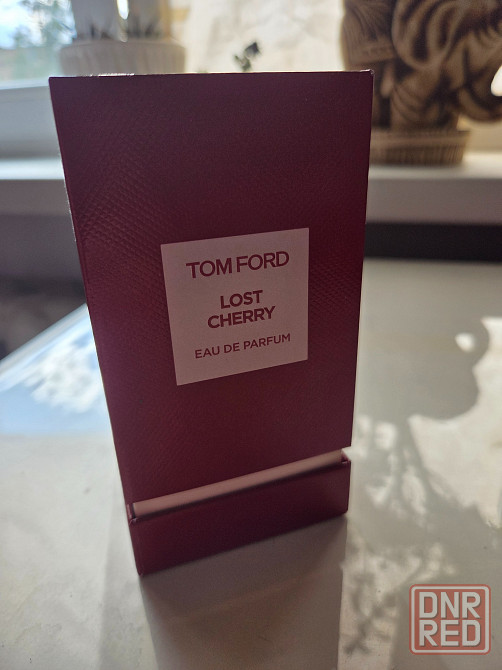 TOM FORD
LOST
CHERRY
EAU DE PARFUM
DNR
RED